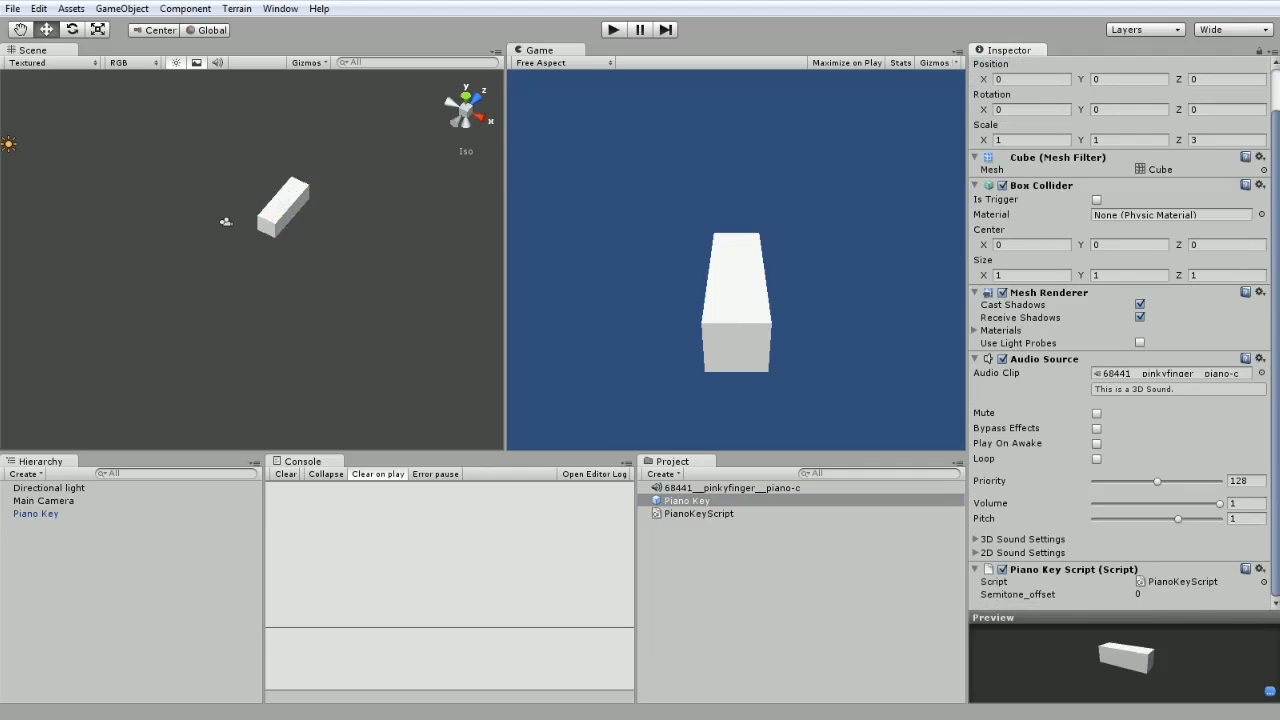 File Edit Assets GameObject Component Terrain Window Help
Center Global Layers Wide
Scene
Textured RGB Gizmos All
y z x
Iso
Game
Free Aspect Maximize on Play Stats Gizmos
Inspector
Position
X 0 Y 0 Z 0
Rotation
X 0 Y 0 Z 0
Scale
X 1 Y 1 Z 3
Cube (Mesh Filter)
Mesh Cube
Box Collider
Is Trigger
Material None (Physic Material)
Center
X 0 Y 0 Z 0
Size
X 1 Y 1 Z 1
Mesh Renderer
Cast Shadows
Receive Shadows
Materials
Use Light Probes
Audio Source
Audio Clip 68441__pinkyfinger__piano-c
This is a 3D Sound.
Mute
Bypass Effects
Play On Awake
Loop
Priority 128
Volume 1
Pitch 1
3D Sound Settings
2D Sound Settings
Piano Key Script (Script)
Script PianoKeyScript
Semitone_offset 0
Preview
Hierarchy
Create All
Directional light
Main Camera
Piano Key
Console
Clear Collapse Clear on play Error pause Open Editor Log
Project
Create All
68441__pinkyfinger__piano-c
Piano Key
PianoKeyScript